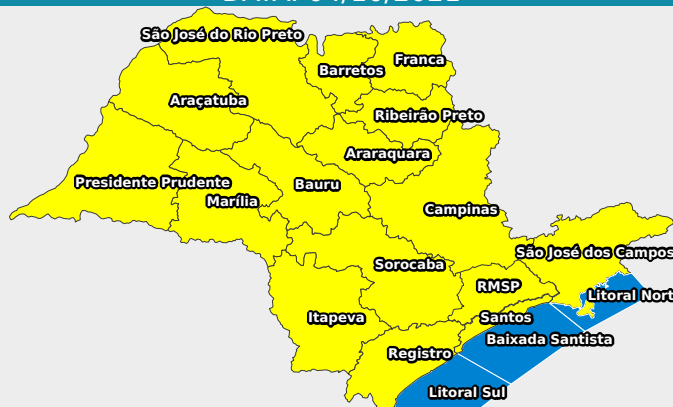 São José do Rio Preto
Franca
Barretos
Araçatuba
Ribeirão Preto
Araraquara
Presidente Prudente
Bauru
Marília
Campinas
São José dos Campos
Sorocaba
RMSP
Litoral Nort
Itapeva
Santos
Baixada Santista
Registro
Litoral Sul